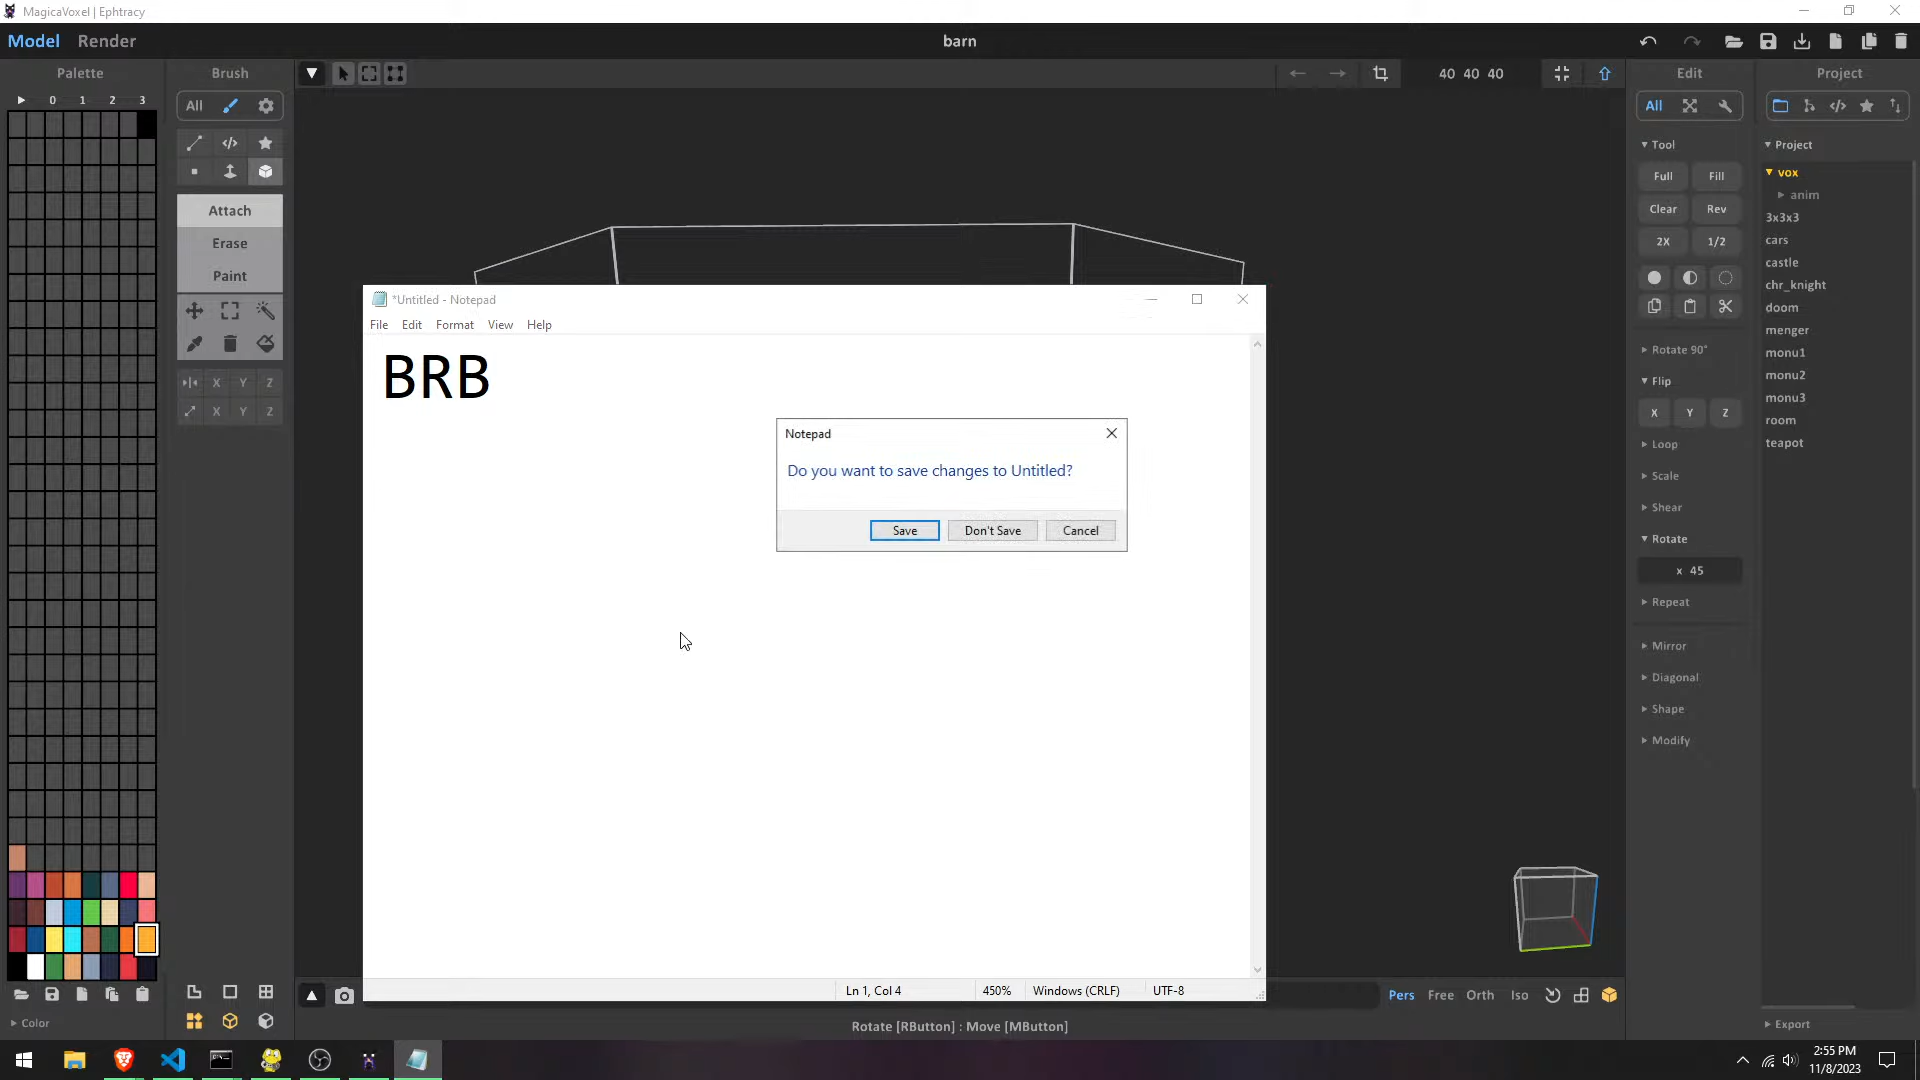 MagicaVoxel | Ephtracy
Model Render
barn
Palette
Brush
40 40 40
Edit
Project
0 1 2 3
All
All
Tool
Project
Full Fill
Clear Rev
2X 1/2
Attach
Erase
Paint
X Y Z
X Y Z
Rotate 90°
Flip
X Y Z
Loop
Scale
Shear
Rotate
x 45
Repeat
Mirror
Diagonal
Shape
Modify
vox
anim
3x3x3
cars
castle
chr_knight
doom
menger
monu1
monu2
monu3
room
teapot
*Untitled - Notepad
File Edit Format View Help
BRB
Notepad
Do you want to save changes to Untitled?
Save Don't Save Cancel
Ln 1, Col 4 450% Windows (CRLF) UTF-8
Pers Free Orth Iso
Color
Rotate [RButton] : Move [MButton]
Export
2:55 PM
11/8/2023